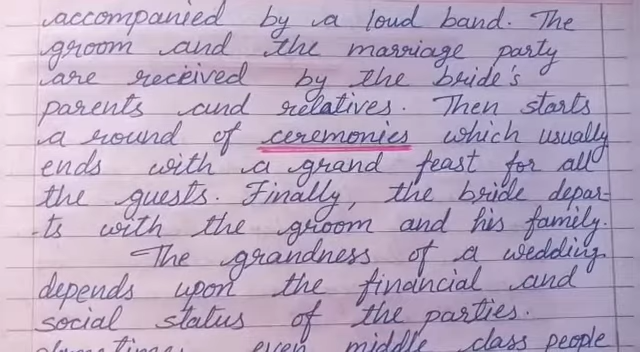 accompanied by a loud band. The
groom and the marriage party
are received by the bride's
parents and relatives. Then starts
a round of ceremonies which usually
ends with a grand feast for all
the guests. Finally, the bride depar-
-ts with the groom and his family.
The grandness of a wedding
depends upon the financial and
social status of the parties.
even middle class people